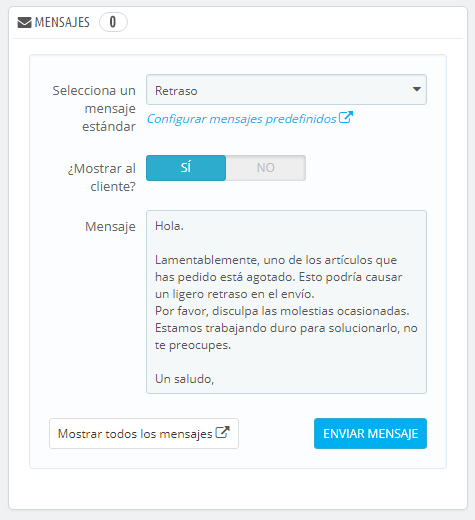 MENSAJES 0
Selecciona un
mensaje
estándar
Retraso
Configurar mensajes predefinidos
¿Mostrar al
cliente?
SÍ NO
Mensaje
Hola.
Lamentablemente, uno de los artículos que
has pedido está agotado. Esto podría causar
un ligero retraso en el envío.
Por favor, disculpa las molestias ocasionadas.
Estamos trabajando duro para solucionarlo, no
te preocupes.
Un saludo,
Mostrar todos los mensajes
ENVIAR MENSAJE